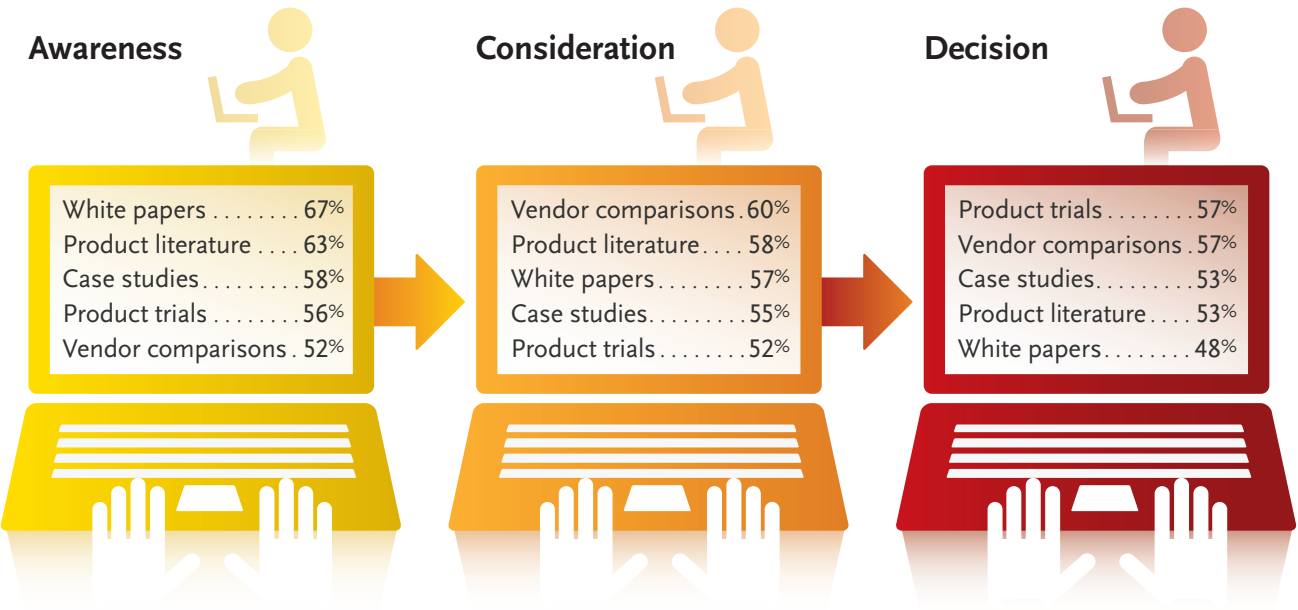 Awareness
White papers ........ 67%
Product literature .... 63%
Case studies......... 58%
Product trials ....... 56%
Vendor comparisons . 52%
Consideration
Vendor comparisons . 60%
Product literature.... 58%
White papers........ 57%
Case studies......... 55%
Product trials ........ 52%
Decision
Product trials ........ 57%
Vendor comparisons . 57%
Case studies......... 53%
Product literature.... 53%
White papers........ 48%